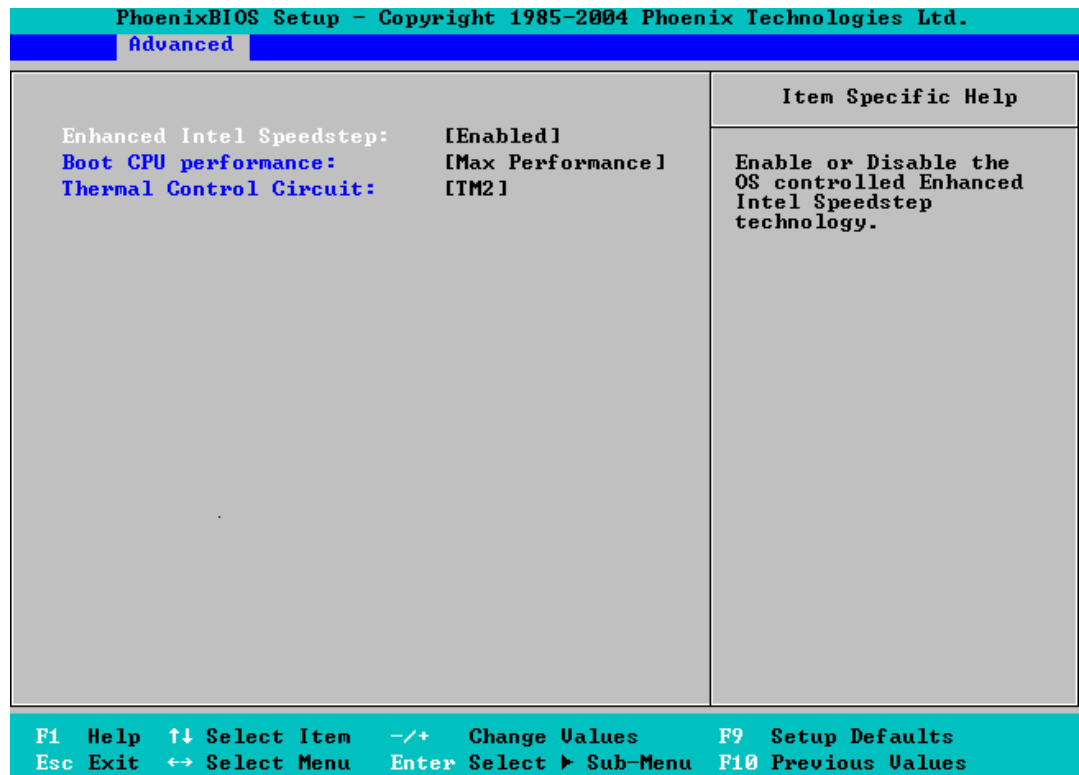 PhoenixBIOS Setup - Copyright 1985-2004 Phoenix Technologies Ltd.
Advanced
Enhanced Intel Speedstep: [Enabled]
Boot CPU performance: [Max Performance]
Thermal Control Circuit: [TM2]
Item Specific Help
Enable or Disable the
OS controlled Enhanced
Intel Speedstep
technology.
F1 Help ↑↓ Select Item -/+ Change Values F9 Setup Defaults
Esc Exit ↔ Select Menu Enter Select ▶ Sub-Menu F10 Previous Values